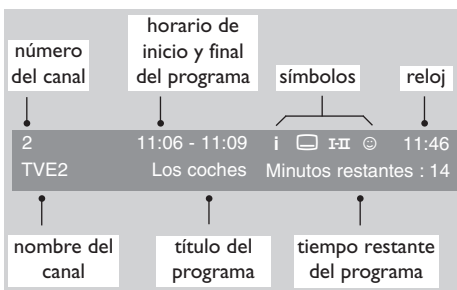 número
del canal
horario de
inicio y final
del programa
símbolos
reloj
2 11:06 - 11:09 i I-II 11:46
TVE2 Los coches Minutos restantes : 14
nombre del
canal
título del
programa
tiempo restante
del programa